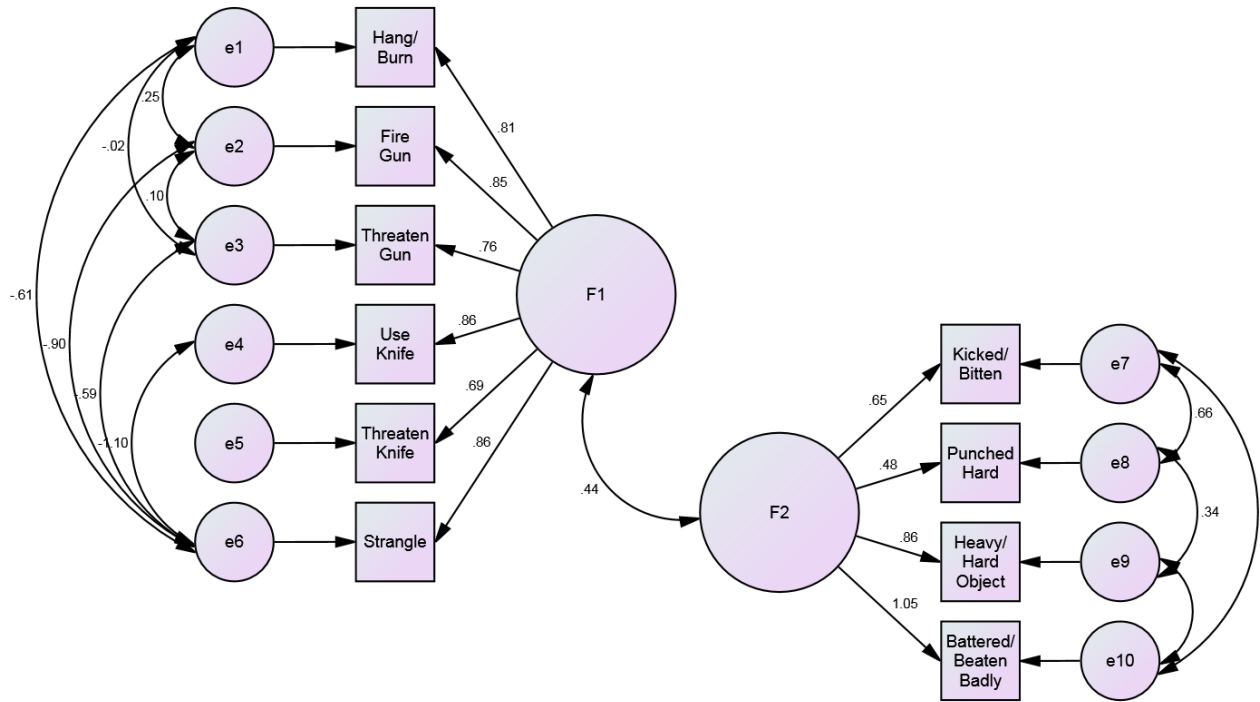 e1
Hang/
Burn
.25
.81
-.02
e2
Fire
Gun
.85
.10
e3
Threaten
Gun
.76
F1
-.61
e4
Use
Knife
.86
-.90
-.59
.69
e5
Threaten
Knife
-1.10
.86
e6
Strangle
.44
F2
Kicked/
Bitten
e7
.65
.66
Punched
Hard
e8
.48
.34
Heavy/
Hard
Object
e9
.86
1.05
Battered/
Beaten
Badly
e10